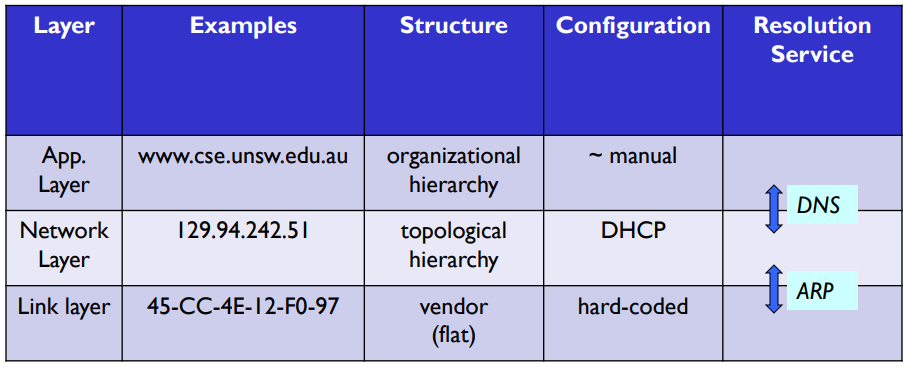 Layer Examples Structure Configuration Resolution
Service
App. www.cse.unsw.edu.au organizational ~ manual
Layer hierarchy
DNS
Network 129.94.242.51 topological DHCP
Layer hierarchy
ARP
Link layer 45-CC-4E-12-F0-97 vendor hard-coded
(flat)